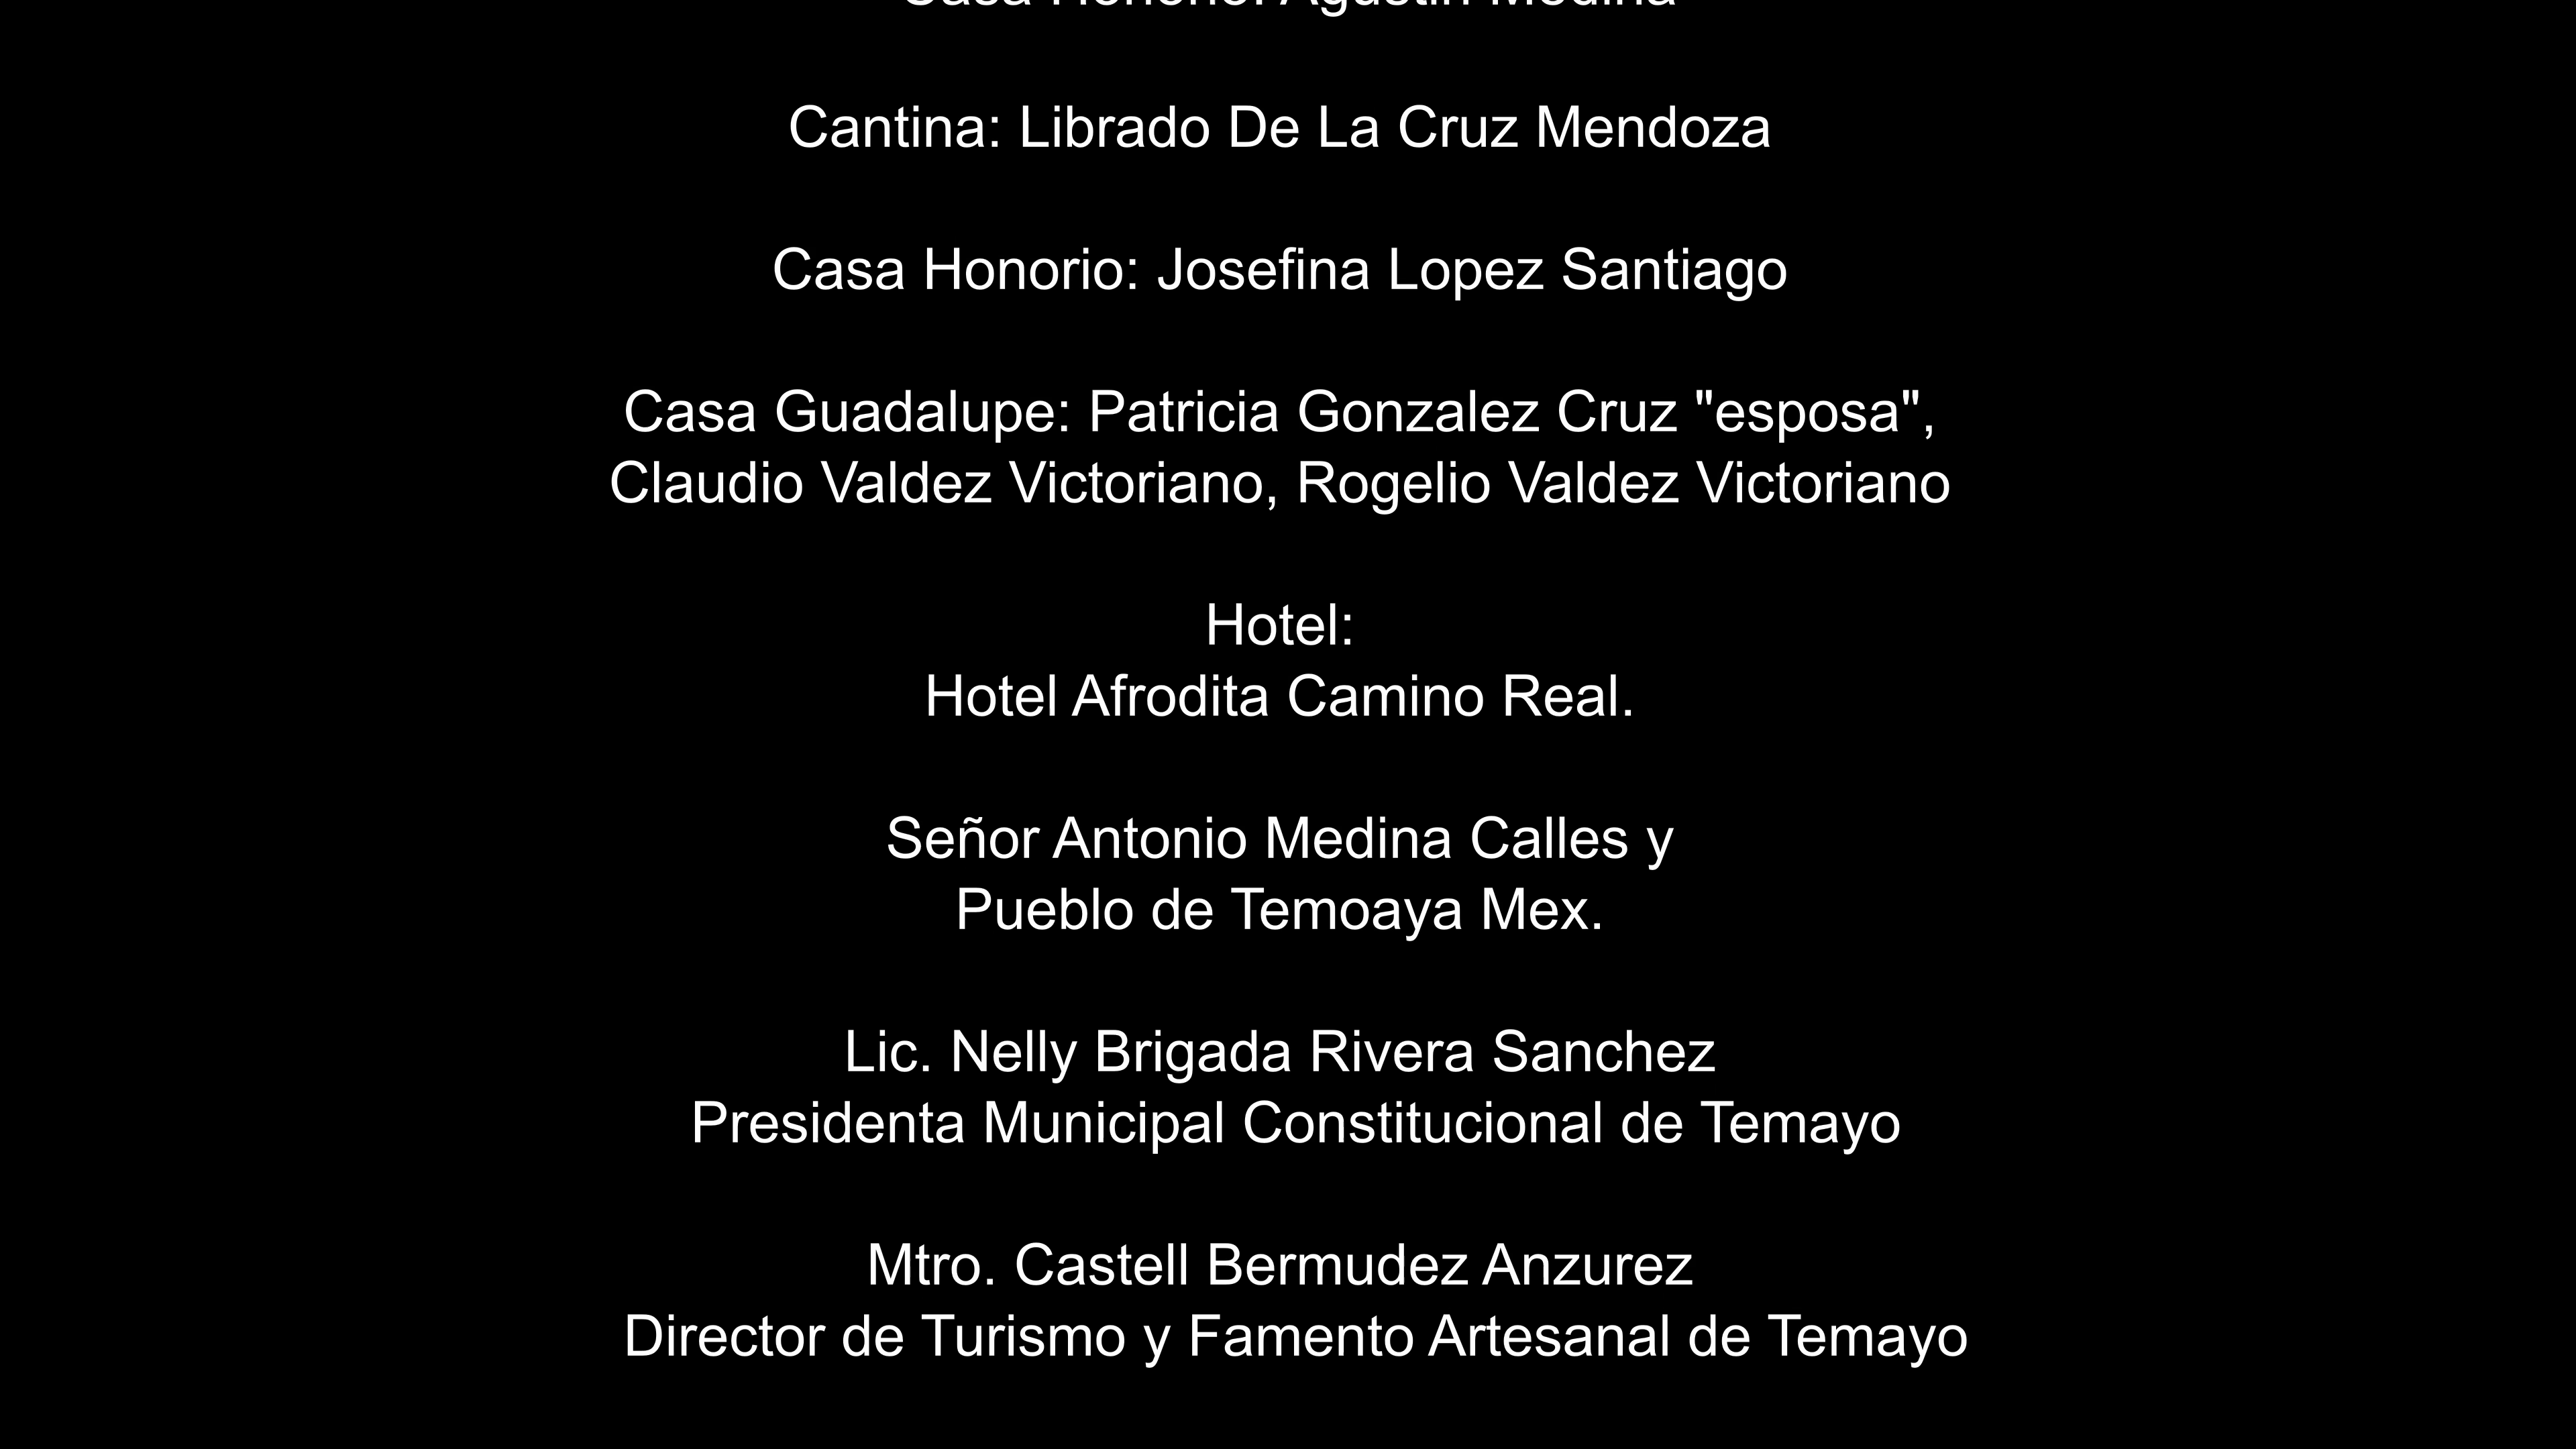 Agustin Medina
Cantina: Librado De La Cruz Mendoza
Casa Honorio: Josefina Lopez Santiago
Casa Guadalupe: Patricia Gonzalez Cruz "esposa",
Claudio Valdez Victoriano, Rogelio Valdez Victoriano
Hotel:
Hotel Afrodita Camino Real.
Señor Antonio Medina Calles y
Pueblo de Temoaya Mex.
Lic. Nelly Brigada Rivera Sanchez
Presidenta Municipal Constitucional de Temayo
Mtro. Castell Bermudez Anzurez
Director de Turismo y Famento Artesanal de Temayo